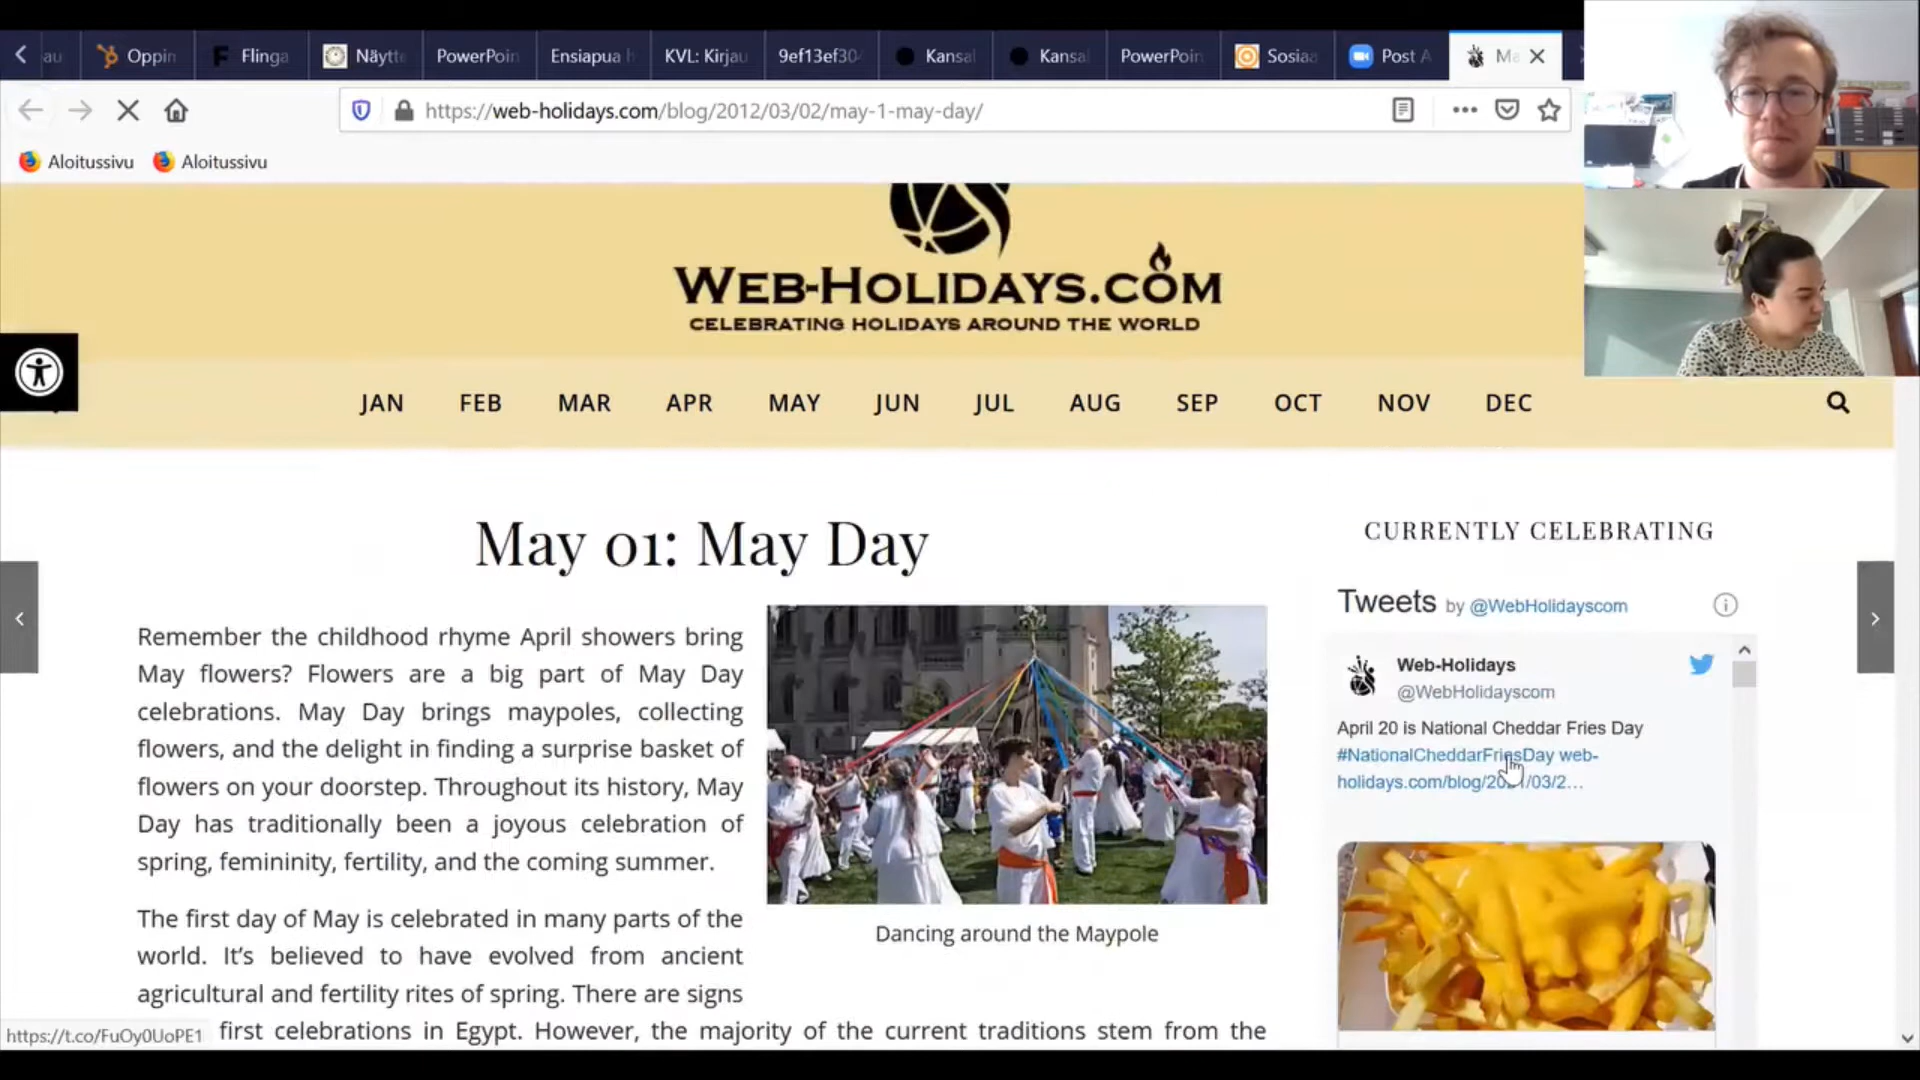 au Oppin Flinga Näytte PowerPoin Ensiapua h KVL: Kirjau 9ef13ef304 Kansal Kansa PowerPoin Sosiaa Post A Ma
https://web-holidays.com/blog/2012/03/02/may-1-may-day/
Aloitussivu Aloitussivu
WEB-HOLIDAYS.COM
CELEBRATING HOLIDAYS AROUND THE WORLD
JAN FEB MAR APR MAY JUN JUL AUG SEP OCT NOV DEC
May 01: May Day
Remember the childhood rhyme April showers bring
May flowers? Flowers are a big part of May Day
celebrations. May Day brings maypoles, collecting
flowers, and the delight in finding a surprise basket of
flowers on your doorstep. Throughout its history, May
Day has traditionally been a joyous celebration of
spring, femininity, fertility, and the coming summer.
Dancing around the Maypole
The first day of May is celebrated in many parts of the
world. It’s believed to have evolved from ancient
agricultural and fertility rites of spring. There are signs
first celebrations in Egypt. However, the majority of the current traditions stem from the
https://t.co/FuOy0UoPE1
CURRENTLY CELEBRATING
Tweets by @WebHolidayscom
Web-Holidays
@WebHolidayscom
April 20 is National Cheddar Fries Day
#NationalCheddarFriesDay web-
holidays.com/blog/2021/03/2…